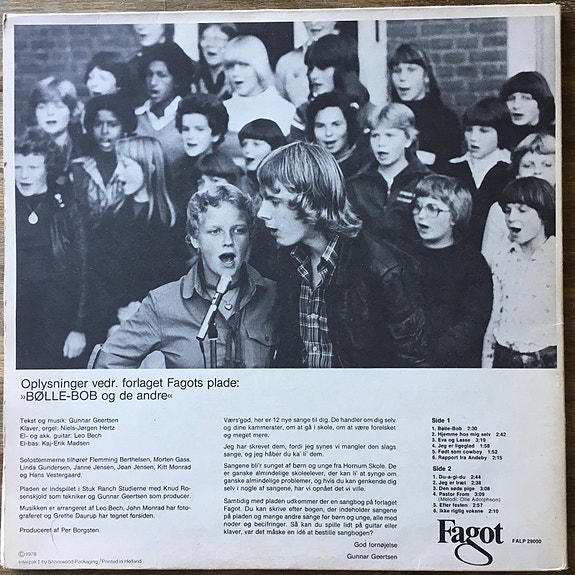 Oplysninger vedr. forlaget Fagots plade:
»BØLLE-BOB og de andre«
Tekst og musik: Gunnar Geertsen
Klaver, orgel: Niels-Jørgen Hertz
El- og akk. guitar: Leo Bech
El-bas: Kaj-Erik Madsen
Solostemmerne tilhører Flemming Berthelsen, Morten Gass,
Linda Gundersen, Janne Jensen, Joan Jensen, Kitt Monrad
og Hans Vestergaard.
Pladen er indspillet i Stuk Ranch Studierne med Knud Ro-
senskjold som tekniker og Gunnar Geertsen som producer.
Musikken er arrangeret af Leo Bech, John Monrad har foto-
graferet og Grethe Daurup har tegnet forsiden.
Produceret af Per Borgsten.
© 1978
Interpak 1 by Shorewood Packaging / Printed in Holland
Værs'god, her er 12 nye sange til dig. De handler om dig selv
og dine kammerater, om at gå i skole, om at være forelsket
og meget mere.
Jeg har skrevet dem, fordi jeg synes vi mangler den slags
sange, og jeg håber du ka' li' dem.
Sangene bli'r sunget af børn og unge fra Hornum Skole. De
er ganske almindelige skoleelever, der kan li' at synge om
ganske almindelige problemer, og hvis du kan genkende dig
selv i nogle af sangene, har vi opnået det vi ville.
Samtidig med pladen udkommer der en sangbog på forlaget
Fagot. Du kan skrive efter bogen, der indeholder sangene
på pladen og mange andre sange for børn og unge, alle med
noder og becifringer. Så kan du spille lidt på guitar eller
klaver, var det måske en idé at bestille sangbogen?
God fornøjelse
Gunnar Geertsen
Side 1
1. Bølle-Bob 2:30
2. Hjemme hos mig selv 2:42
3. Eva og Lasse 3:19
4. Jeg er ligeglad 1:58
5. Født som cowboy 1:52
6. Rapport fra Andeby 2:15
Side 2
1. Du-a-gi-du 2:44
2. Jeg er træt 2:38
3. Den søde pige 3:08
4. Pastor From 3:09
(Melodi: Ole Adolphson)
5. Efter festen 2:57
6. Ikke rigtig voksne 2:10
Fagot
FALP 29000